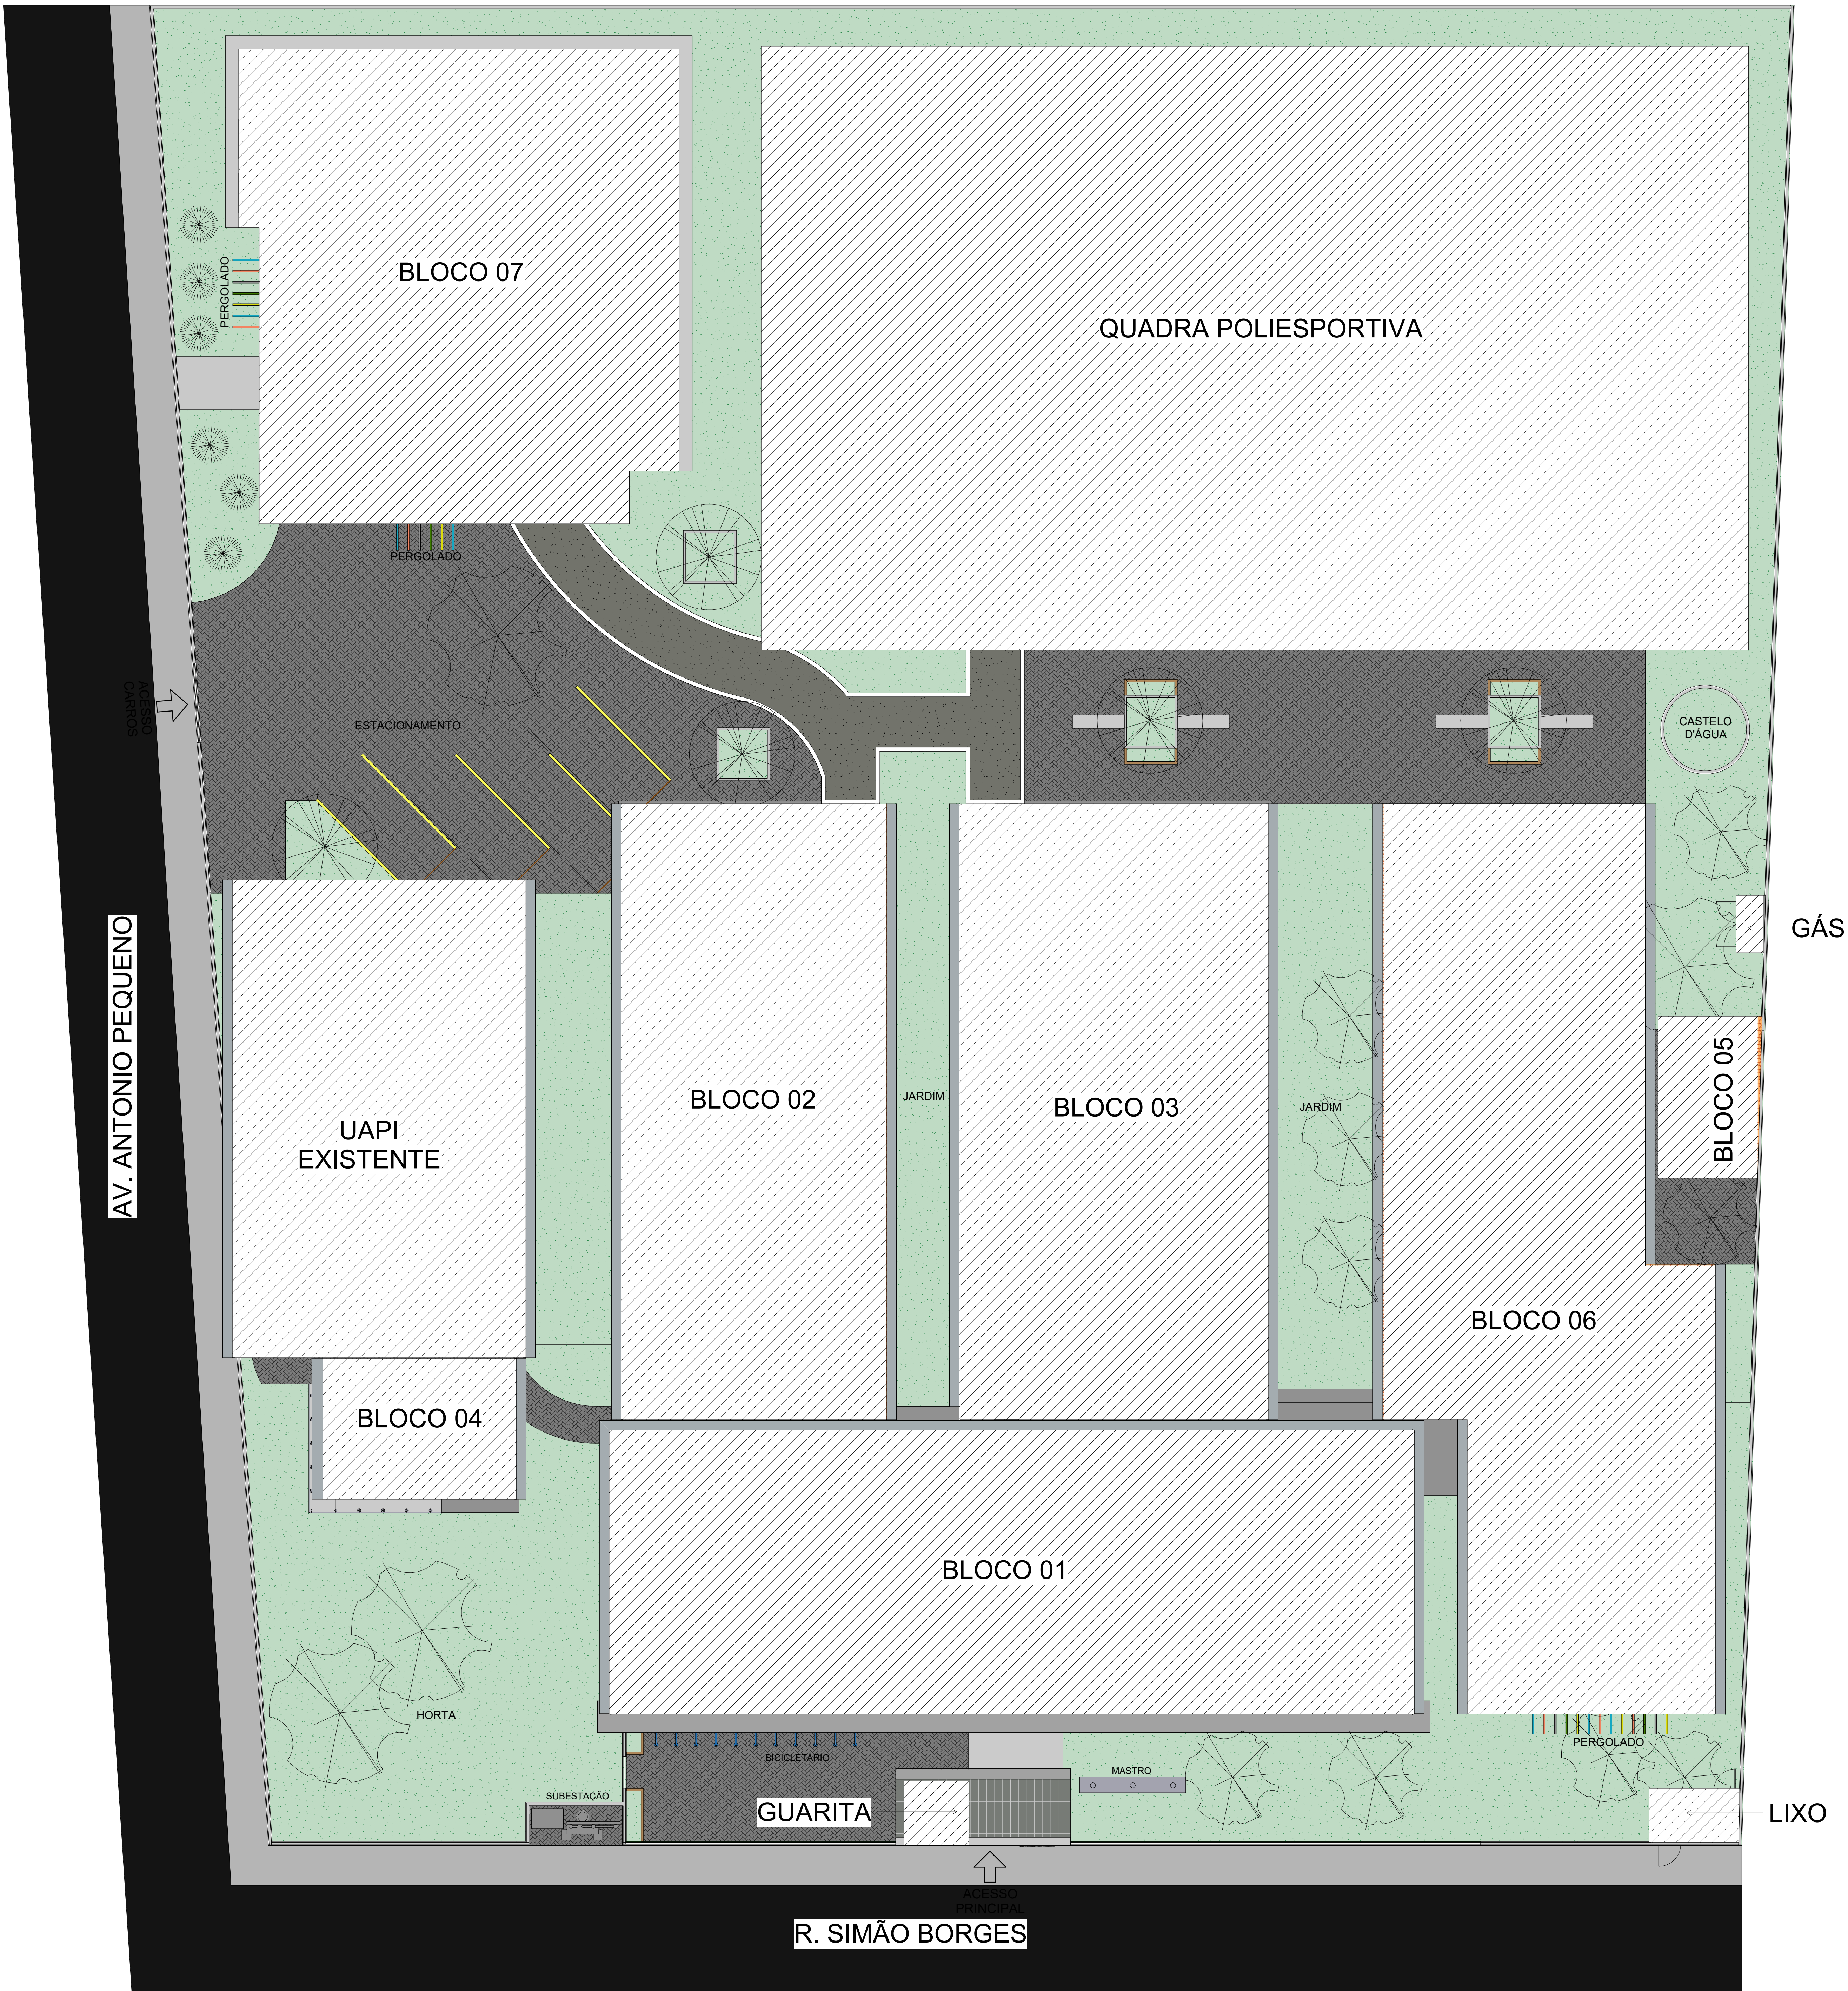 BLOCO 07
PERGOLADO
QUADRA POLIESPORTIVA
PERGOLADO
ACESSO
CARROS
ESTACIONAMENTO
CASTELO
D'ÁGUA
GÁS
AV. ANTONIO PEQUENO
UAPI
EXISTENTE
BLOCO 02
JARDIM
BLOCO 03
JARDIM
BLOCO 05
BLOCO 06
BLOCO 04
BLOCO 01
HORTA
PERGOLADO
BICICLETÁRIO
MASTRO
SUBESTAÇÃO
GUARITA
LIXO
ACESSO
PRINCIPAL
R. SIMÃO BORGES